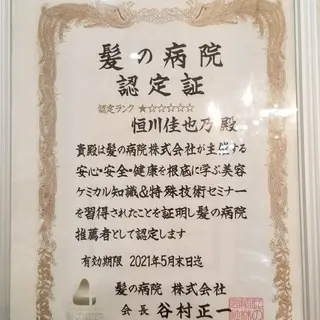 髪の病院
認定証
認定ランク ★☆☆☆☆☆
恒川佳也乃 殿
貴殿は髪の病院株式会社が主催する
安心・安全・健康を根底に学ぶ美容
ケミカル知識&特殊技術セミナー
を習得されたことを証明し髪の病院
推薦者として認定します
有効期限 2021年5月末日迄
髪の病院 株式会社
会長 谷村正一